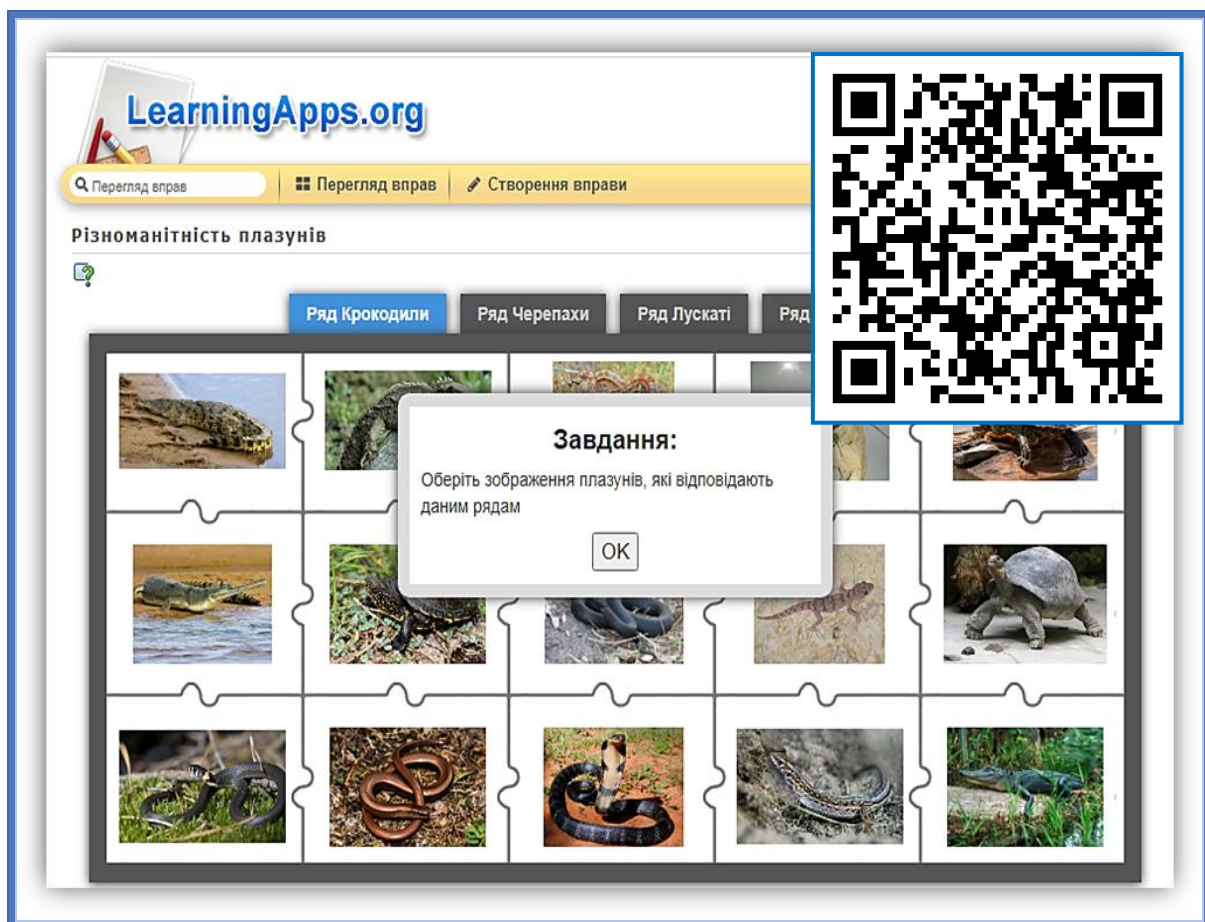 LearningApps.org
Перегляд вправ
Перегляд вправ
Створення вправи
Різноманітність плазунів
Ряд Крокодили
Ряд Черепахи
Ряд Лускаті
Ряд
Завдання:
Оберіть зображення плазунів, які відповідають
даним рядам
OK